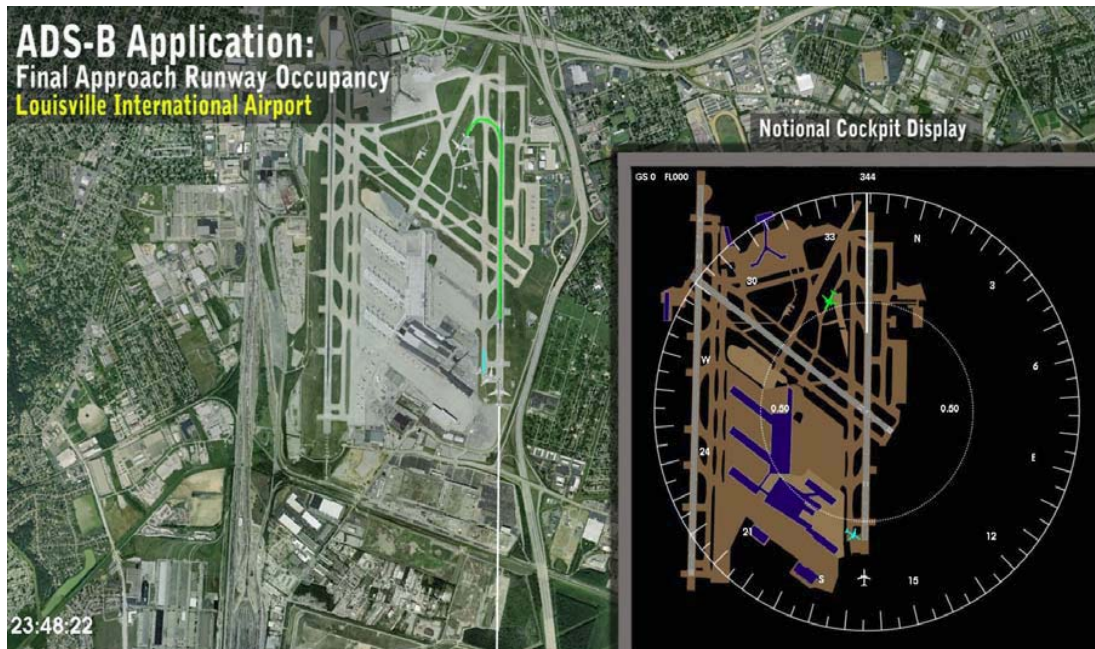 ADS-B Application:
Final Approach Runway Occupancy
Louisville International Airport
Notional Cockpit Display
GS 0 FL000
344
33
N
30
3
W
6
0.50
0.50
24
E
21
12
S
15
23:48:22